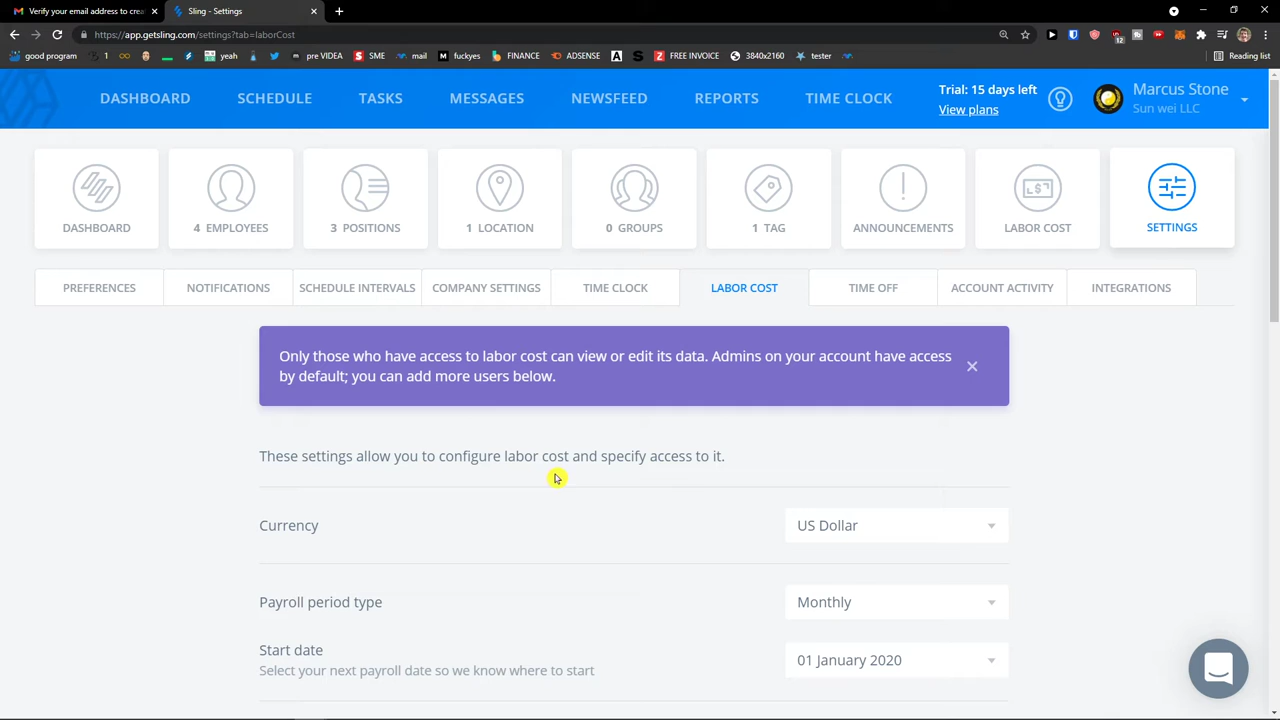 Verify your email address to crea
Sling - Settings
https://app.getsling.com/settings?tab=laborCost
good program
1
yeah
pre VIDEA
SME
mail
fuckyes
FINANCE
ADSENSE
FREE INVOICE
3840x2160
tester
Reading list
DASHBOARD SCHEDULE TASKS MESSAGES NEWSFEED REPORTS TIME CLOCK
Trial: 15 days left
View plans
Marcus Stone
Sun wei LLC
DASHBOARD
4 EMPLOYEES
3 POSITIONS
1 LOCATION
0 GROUPS
1 TAG
ANNOUNCEMENTS
LABOR COST
SETTINGS
PREFERENCES
NOTIFICATIONS
SCHEDULE INTERVALS
COMPANY SETTINGS
TIME CLOCK
LABOR COST
TIME OFF
ACCOUNT ACTIVITY
INTEGRATIONS
Only those who have access to labor cost can view or edit its data. Admins on your account have access
by default; you can add more users below.
These settings allow you to configure labor cost and specify access to it.
Currency
US Dollar
Payroll period type
Monthly
Start date
Select your next payroll date so we know where to start
01 January 2020